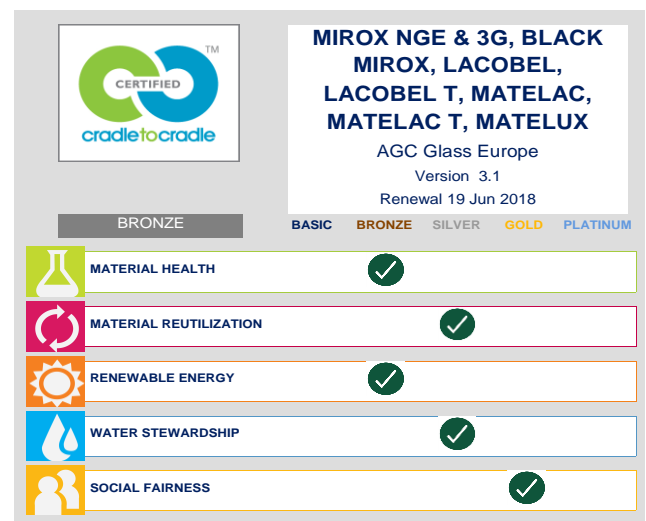 TM
CERTIFIED
cradletocradle
MIROX NGE & 3G, BLACK
MIROX, LACOBEL,
LACOBEL T, MATELAC,
MATELAC T, MATELUX
AGC Glass Europe
Version 3.1
Renewal 19 Jun 2018
BRONZE
BASIC BRONZE SILVER GOLD PLATINUM
MATERIAL HEALTH
MATERIAL REUTILIZATION
RENEWABLE ENERGY
WATER STEWARDSHIP
SOCIAL FAIRNESS